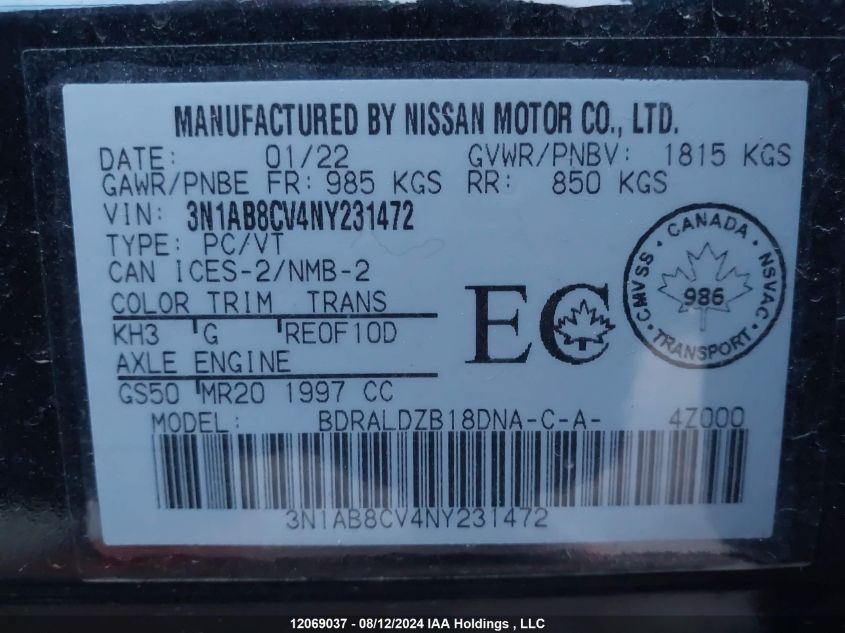 MANUFACTURED BY NISSAN MOTOR CO., LTD.
DATE: 01/22 GVWR/PNBV: 1815 KGS
GAWR/PNBE FR: 985 KGS RR: 850 KGS
VIN: 3N1AB8CV4NY231472
TYPE: PC/VT
CAN ICES-2/NMB-2
COLOR TRIM TRANS
KH3 G RE0F10D
AXLE ENGINE
GS50 MR20 1997 CC
EC
CANADA
CMVSS · NSVAC
986
TRANSPORT
MODEL: BDRALDZB18DNA-C-A- 4Z000
3N1AB8CV4NY231472
12069037 - 08/12/2024 IAA Holdings , LLC